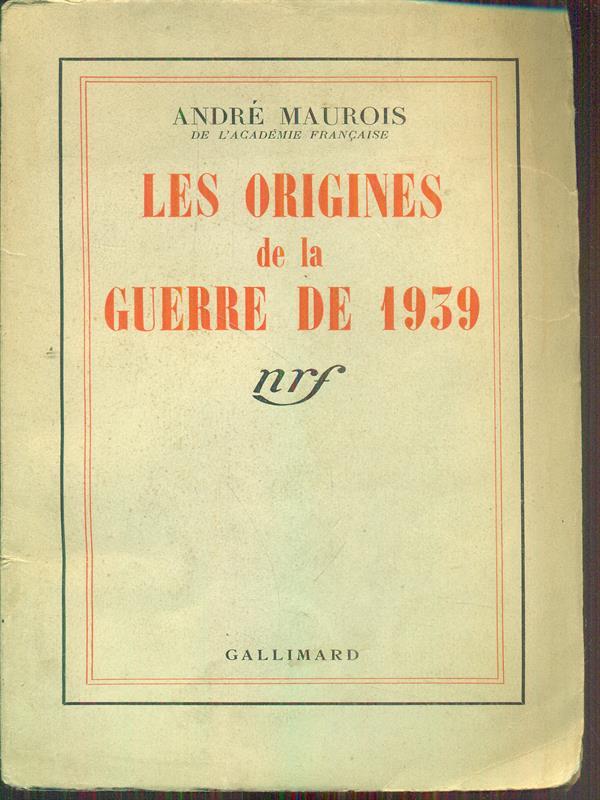 ANDRÉ MAUROIS
DE L'ACADÉMIE FRANÇAISE
LES ORIGINES
de la
GUERRE DE 1939
nrf
GALLIMARD